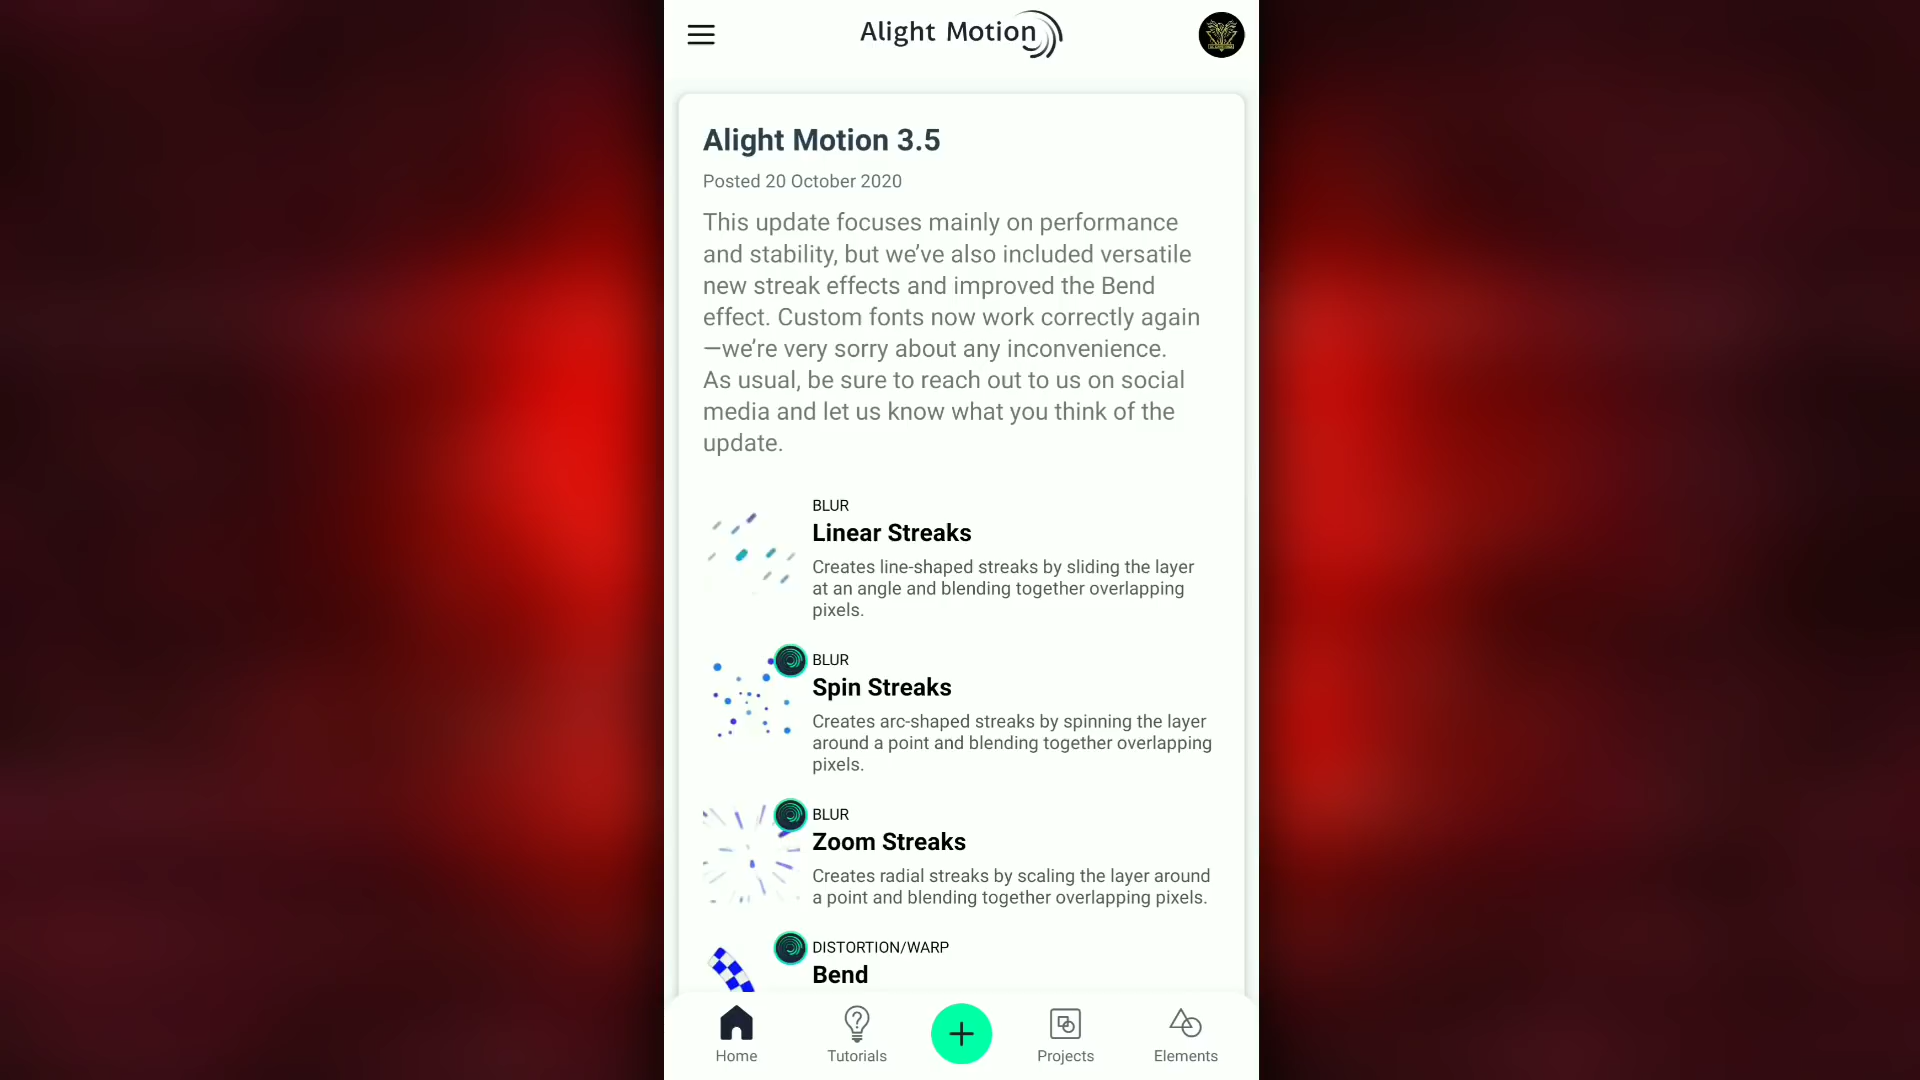 Alight Motion
Alight Motion 3.5
Posted 20 October 2020
This update focuses mainly on performance
and stability, but we’ve also included versatile
new streak effects and improved the Bend
effect. Custom fonts now work correctly again
—we’re very sorry about any inconvenience.
As usual, be sure to reach out to us on social
media and let us know what you think of the
update.
BLUR
Linear Streaks
Creates line-shaped streaks by sliding the layer
at an angle and blending together overlapping
pixels.
BLUR
Spin Streaks
Creates arc-shaped streaks by spinning the layer
around a point and blending together overlapping
pixels.
BLUR
Zoom Streaks
Creates radial streaks by scaling the layer around
a point and blending together overlapping pixels.
DISTORTION/WARP
Bend
Home
Tutorials
Projects
Elements